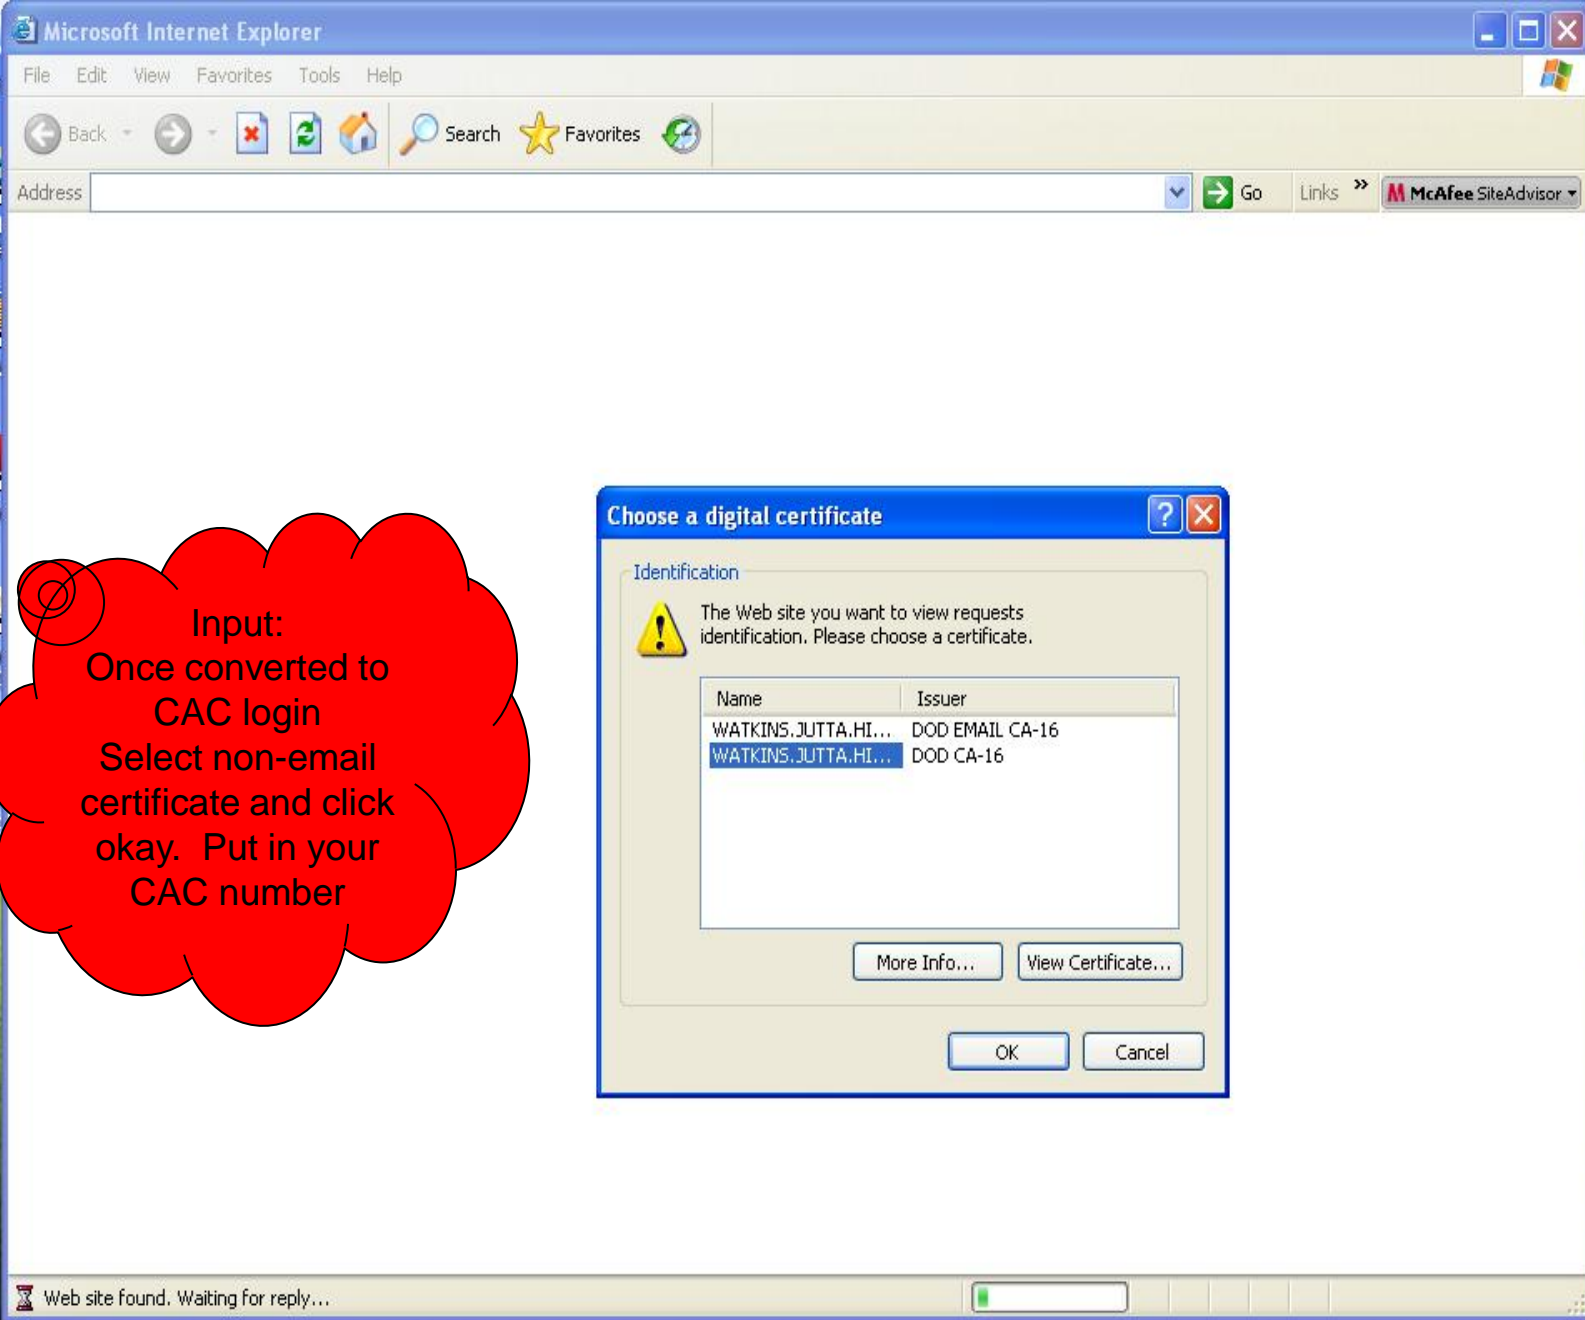 Microsoft Internet Explorer
File Edit View Favorites Tools Help
Back Search Favorites
Address Go Links » McAfee SiteAdvisor
Choose a digital certificate
Identification
The Web site you want to view requests
identification. Please choose a certificate.
Name Issuer
WATKINS.JUTTA.HI... DOD EMAIL CA-16
WATKINS.JUTTA.HI... DOD CA-16
More Info... View Certificate...
OK Cancel
Input:
Once converted to
CAC login
Select non-email
certificate and click
okay. Put in your
CAC number
Web site found. Waiting for reply...